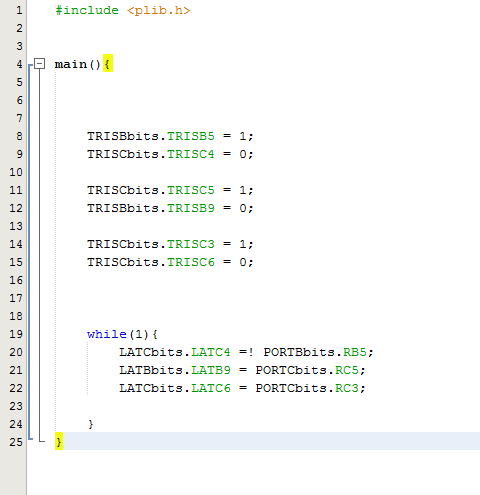 1 #include <plib.h>
2
3
4 main(){
5
6
7
8 TRISBbits.TRISB5 = 1;
9 TRISCbits.TRISC4 = 0;
10
11 TRISCbits.TRISC5 = 1;
12 TRISBbits.TRISB9 = 0;
13
14 TRISCbits.TRISC3 = 1;
15 TRISCbits.TRISC6 = 0;
16
17
18
19 while(1){
20 LATCbits.LATC4 =! PORTBbits.RB5;
21 LATBbits.LATB9 = PORTCbits.RC5;
22 LATCbits.LATC6 = PORTCbits.RC3;
23
24 }
25 }